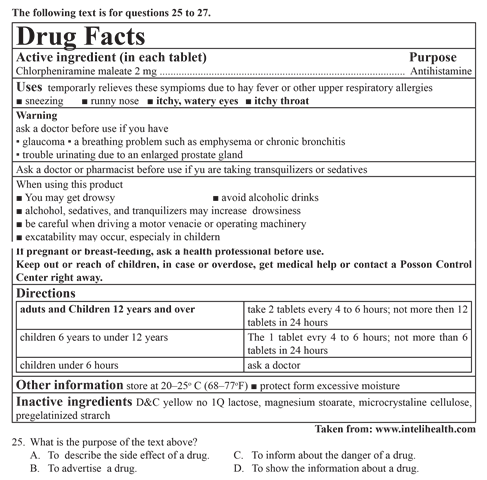 The following text is for questions 25 to 27.
Drug Facts
Active ingredient (in each tablet) Purpose
Chlorpheniramine maleate 2 mg ........................................................................................ Antihistamine
Uses temporarily relieves these sympioms due to hay fever or other upper respiratory allergies
■ sneezing ■ runny nose ■ itchy, watery eyes ■ itchy throat
Warning
ask a doctor before use if you have
• glaucoma • a breathing problem such as emphysema or chronic bronchitis
• trouble urinating due to an enlarged prostate gland
Ask a doctor or pharmacist before use if yu are taking tranquilizers or sedatives
When using this product
■ You may get drowsy ■ avoid alcoholic drinks
■ alchohol, sedatives, and tranquilizers may increase drowsiness
■ be careful when driving a motor venacie or operating machinery
■ excatability may occur, especialy in childern
If pregnant or breast-feeding, ask a health professional before use.
Keep out or reach of children, in case or overdose, get medical help or contact a Posson Control
Center right away.
Directions
aduts and Children 12 years and over take 2 tablets every 4 to 6 hours; not more then 12
tablets in 24 hours
children 6 years to under 12 years The 1 tablet evry 4 to 6 hours; not more than 6
tablets in 24 hours
children under 6 hours ask a doctor
Other information store at 20–25° C (68–77°F) ■ protect form excessive moisture
Inactive ingredients D&C yellow no 1Q lactose, magnesium stoarate, microcrystaline cellulose,
pregelatinized strarch
Taken from: www.intelihealth.com
25. What is the purpose of the text above?
A. To describe the side effect of a drug. C. To inform about the danger of a drug.
B. To advertise a drug. D. To show the information about a drug.